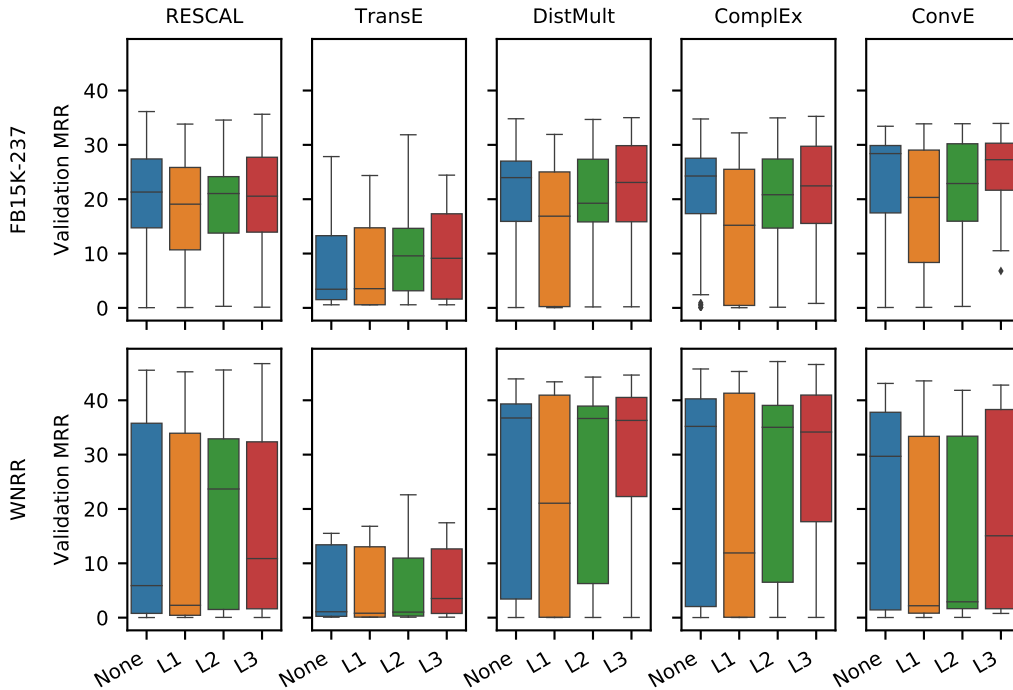 RESCAL TransE DistMult ComplEx ConvE
FB15K-237
Validation MRR
40
30
20
10
0
WNRR
Validation MRR
40
30
20
10
0
None L1 L2 L3 None L1 L2 L3 None L1 L2 L3 None L1 L2 L3 None L1 L2 L3